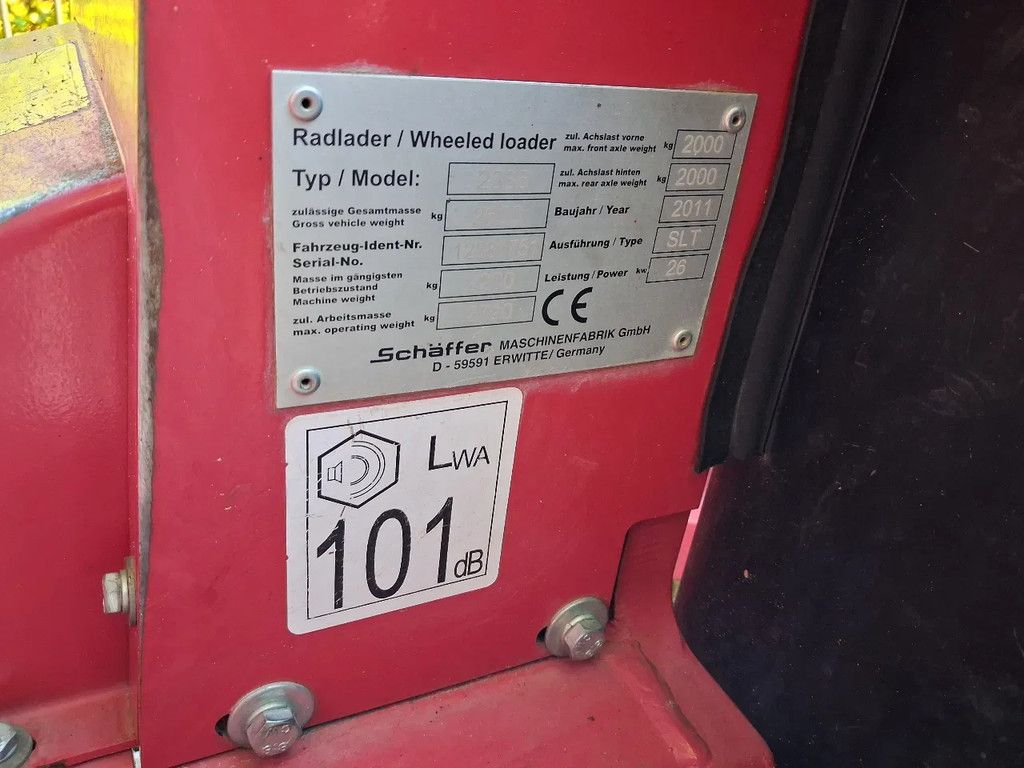 Radlader / Wheeled loader
zul. Achslast vorne
max. front axle weight kg 2000
Typ / Model:
zul. Achslast hinten
max. rear axle weight kg 2000
zulässige Gesamtmasse
Gross vehicle weight kg
Baujahr / Year 2011
Fahrzeug-Ident-Nr.
Serial-No.
Ausführung / Type SLT
Masse im gängigsten
Betriebszustand
Machine weight kg
Leistung / Power kw 26
zul. Arbeitsmasse
max. operating weight kg
CE
Schäffer MASCHINENFABRIK GmbH
D - 59591 ERWITTE / Germany
LWA
101 dB